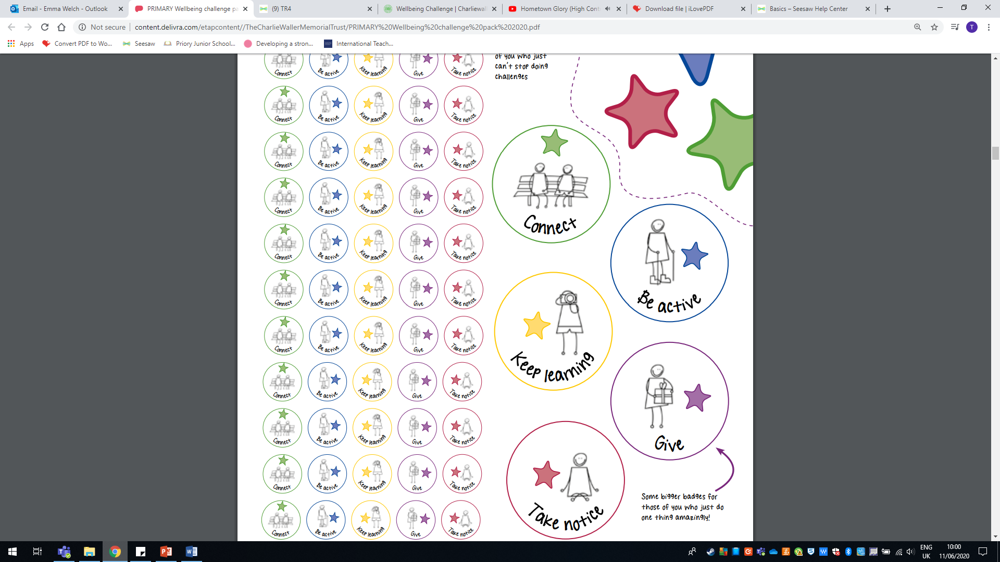 Email - Emma Welch - Outlook
PRIMARY Wellbeing challenge pa
(9) TR4
Wellbeing Challenge | Charliewall
Hometown Glory (High Cont
Download file | iLovePDF
Basics – Seesaw Help Center
Not secure
content.delivra.com/etapcontent//TheCharlieWallerMemorialTrust/PRIMARY%20Wellbeing%20challenge%20pack%202020.pdf
T
Apps
Convert PDF to Wo...
Seesaw
Priory Junior School...
Developing a stron...
International Teach...
Connect Be active Keep learning Give Take notice
Connect Be active Keep learning Give Take notice
Connect Be active Keep learning Give Take notice
Connect Be active Keep learning Give Take notice
Connect Be active Keep learning Give Take notice
Connect Be active Keep learning Give Take notice
Connect Be active Keep learning Give Take notice
Connect Be active Keep learning Give Take notice
Connect Be active Keep learning Give Take notice
Connect Be active Keep learning Give Take notice
Connect Be active Keep learning Give Take notice
of you who just
can't stop doing
challenges
Connect
Be active
Keep learning
Give
Take notice
Some bigger badges for
those of you who just do
one thing amazingly!
ENG
UK
10:00
11/06/2020